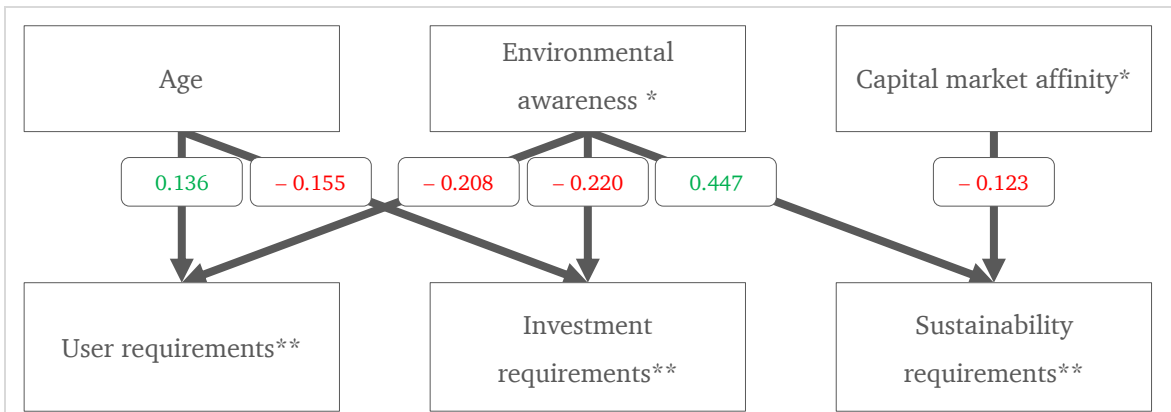 Age
Environmental
awareness *
Capital market affinity*
0.136
– 0.155
– 0.208
– 0.220
0.447
– 0.123
User requirements**
Investment
requirements**
Sustainability
requirements**